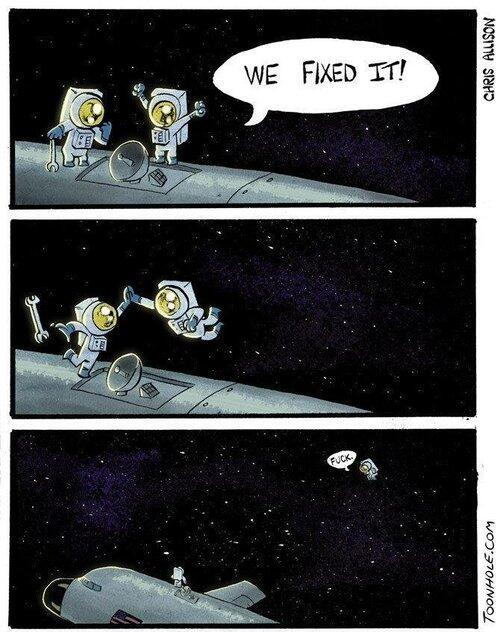 WE FIXED IT!
CHRIS ALLISON
FUCK.
TOONHOLE.COM